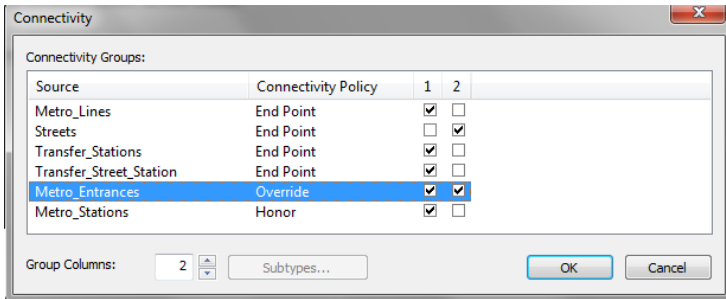 Connectivity
Connectivity Groups:
Source Connectivity Policy 1 2
Metro_Lines End Point
Streets End Point
Transfer_Stations End Point
Transfer_Street_Station End Point
Metro_Entrances Override
Metro_Stations Honor
Group Columns: 2 Subtypes... OK Cancel